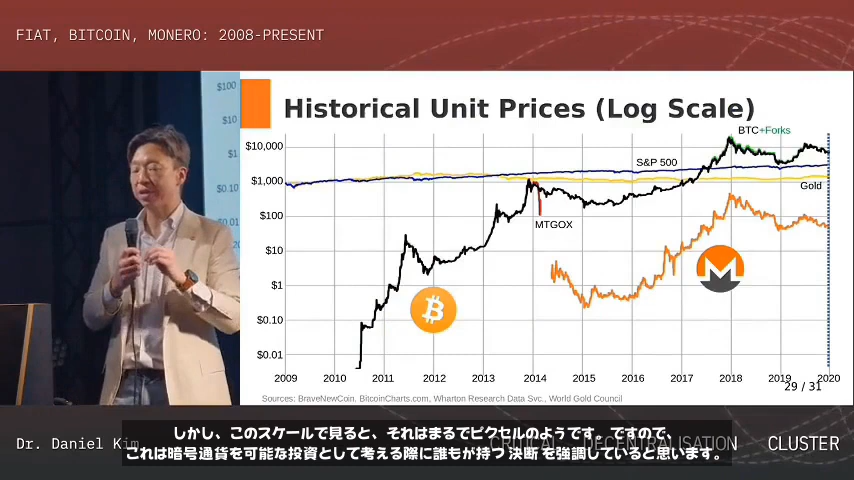 FIAT, BITCOIN, MONERO: 2008-PRESENT
$100
$10
$1
$0.10
$0.01
Historical Unit Prices (Log Scale)
BTC+Forks
$10,000
S&P 500
$1,000
Gold
$100
MTGOX
$10
$1
$0.10
$0.01
2009 2010 2011 2012 2013 2014 2015 2016 2017 2018 2019 2020
29 / 31
Sources: BraveNewCoin. BitcoinCharts.com, Wharton Research Data Svc., World Gold Council
Dr. Daniel Kim
CRITICAL DECENTRALISATION CLUSTER
しかし、このスケールで見ると、それはまるでピクセルのようです。ですので、
これは暗号通貨を可能な投資として考える際に誰もが持つ 決断 を強調していると思います。